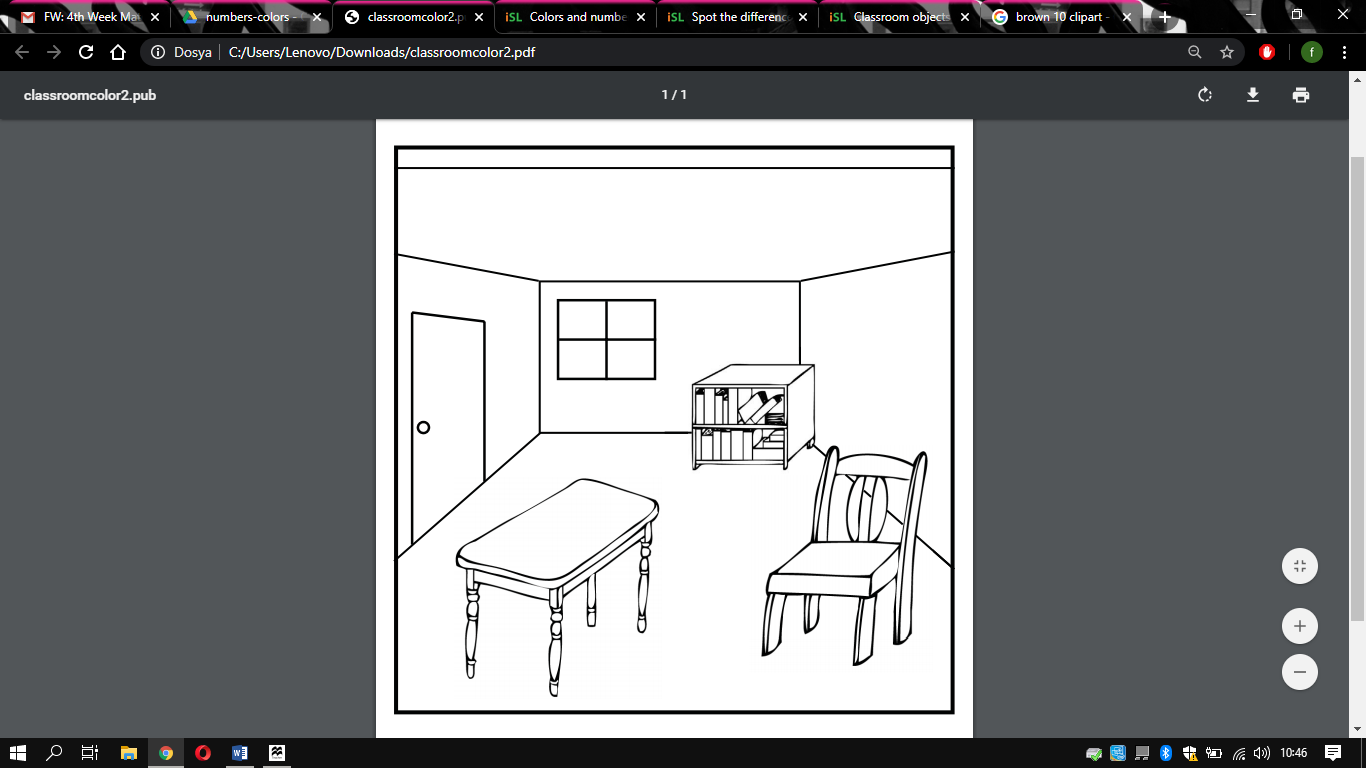 FW: 4th Week Ma
numbers-colors -
classroomcolor2.p
iSL Colors and numbe
iSL Spot the differenc
iSL Classroom objects
brown 10 clipart -
Dosya C:/Users/Lenovo/Downloads/classroomcolor2.pdf
f
classroomcolor2.pub
1 / 1
10:46